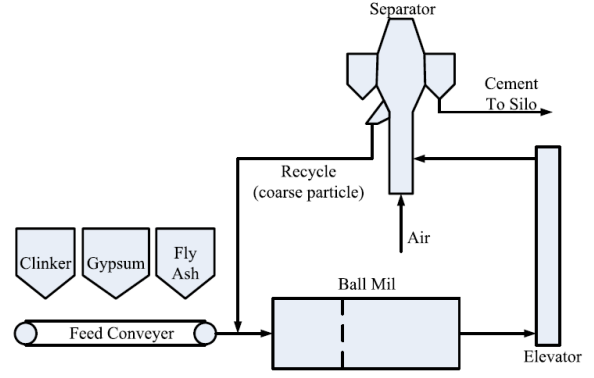 Separator
Cement
To Silo
Recycle
(coarse particle)
Air
Clinker
Gypsum
Fly
Ash
Ball Mil
Feed Conveyer
Elevator